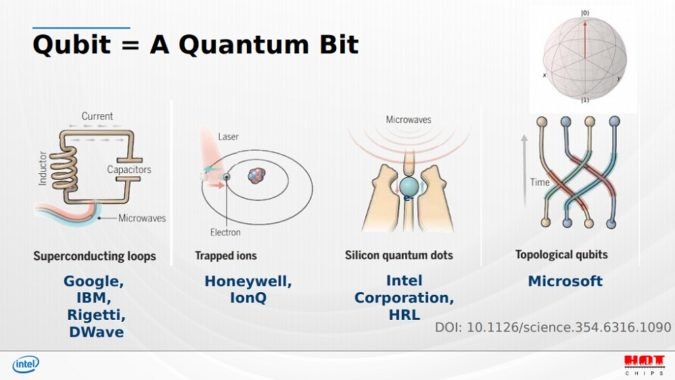 Qubit = A Quantum Bit
|0⟩
x
y
|1⟩
Current
Inductor
Capacitors
Microwaves
Laser
Electron
Microwaves
Time
Superconducting loops
Trapped ions
Silicon quantum dots
Topological qubits
Google,
IBM,
Rigetti,
DWave
Honeywell,
IonQ
Intel
Corporation,
HRL
Microsoft
DOI: 10.1126/science.354.6316.1090
intel
HOT
CHIPS